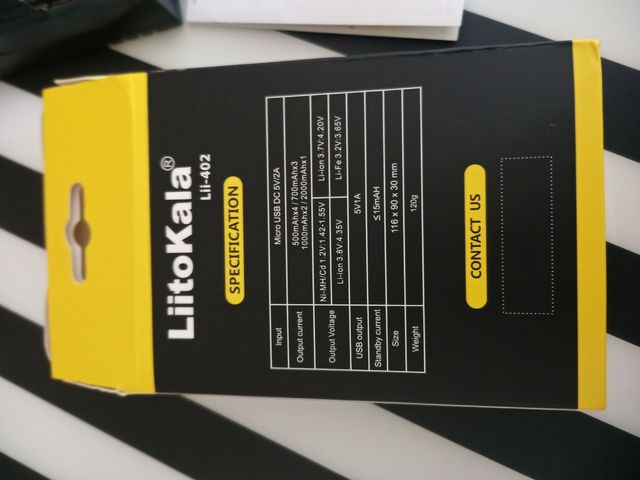 LiitoKala®
Lii-402
SPECIFICATION
Input Micro USB DC 5V/2A
Output current 500mAhx4 / 700mAhx3
1000mAhx2 / 2000mAhx1
Output Voltage Ni-MH/Cd 1.2V:1.42-1.55V Li-ion 3.7V:4.20V
Li-ion 3.8V:4.35V Li-Fe 3.2V:3.65V
USB output 5V1A
Standby current ≤15mAH
Size 116 x 90 x 30 mm
Weight 120g
CONTACT US